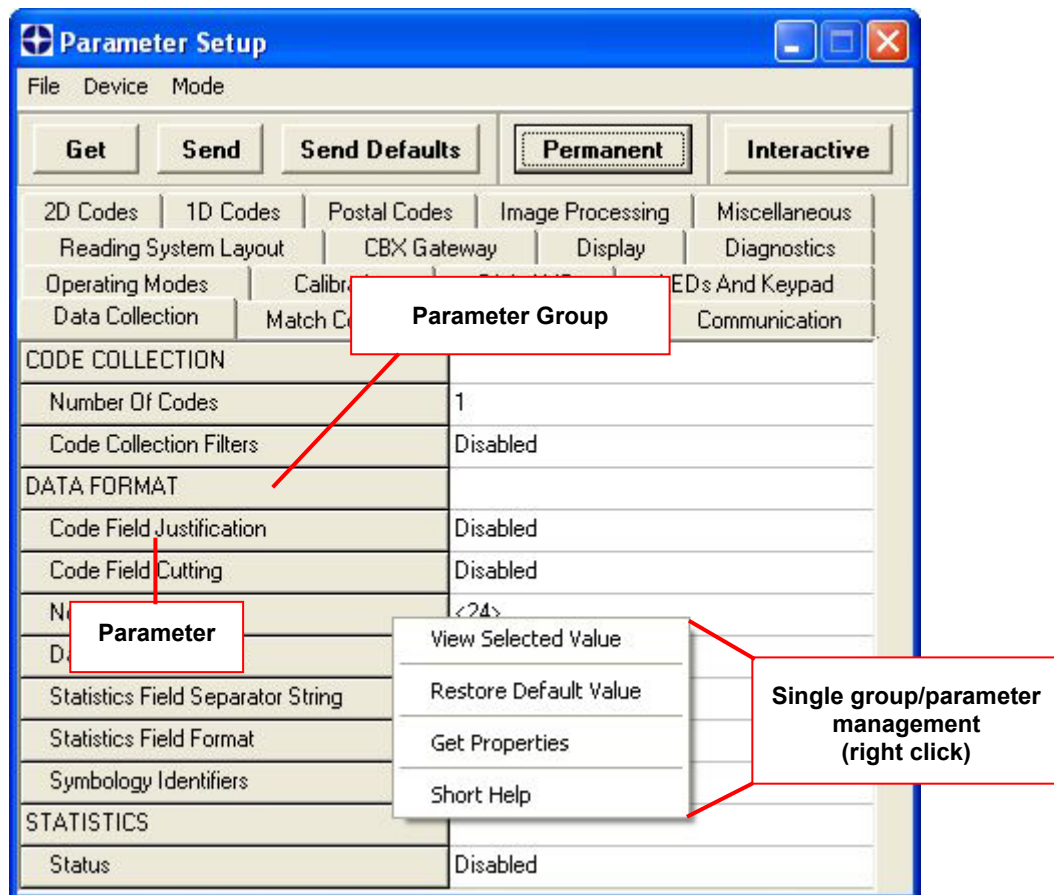 Parameter Setup
File Device Mode
Get Send Send Defaults Permanent Interactive
2D Codes 1D Codes Postal Codes Image Processing Miscellaneous
Reading System Layout CBX Gateway Display Diagnostics
Operating Modes And Keypad
Data Collection Match Communication
Parameter Group
CODE COLLECTION
Number Of Codes 1
Code Collection Filters Disabled
DATA FORMAT
Code Field Justification Disabled
Code Field Cutting Disabled
<24>
Parameter
View Selected Value
Restore Default Value
Get Properties
Short Help
Single group/parameter
management
(right click)
Statistics Field Separator String
Statistics Field Format
Symbology Identifiers
STATISTICS
Status Disabled